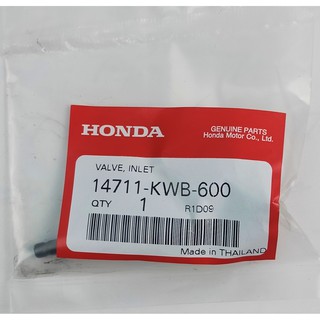 HONDA
GENUINE PARTS
Honda Motor Co., Ltd.
VALVE, INLET
14711-KWB-600
QTY 1 R1D09
Made in THAILAND